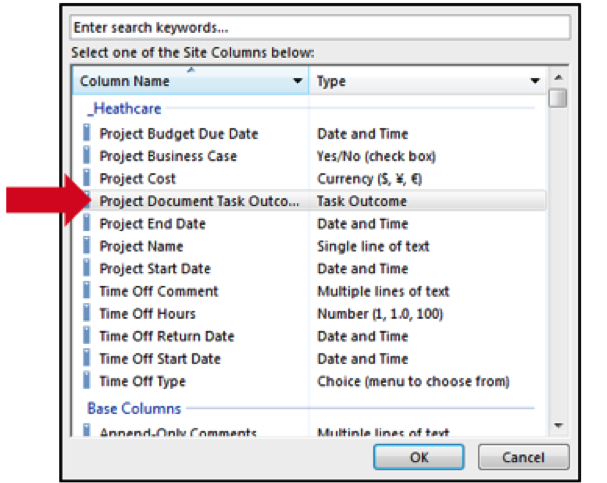 Enter search keywords...
Select one of the Site Columns below:
Column Name Type
_Heathcare
Project Budget Due Date Date and Time
Project Business Case Yes/No (check box)
Project Cost Currency ($, ¥, €)
Project Document Task Outco... Task Outcome
Project End Date Date and Time
Project Name Single line of text
Project Start Date Date and Time
Time Off Comment Multiple lines of text
Time Off Hours Number (1, 1.0, 100)
Time Off Return Date Date and Time
Time Off Start Date Date and Time
Time Off Type Choice (menu to choose from)
Base Columns
Append-Only Comments Multiple lines of text
OK Cancel